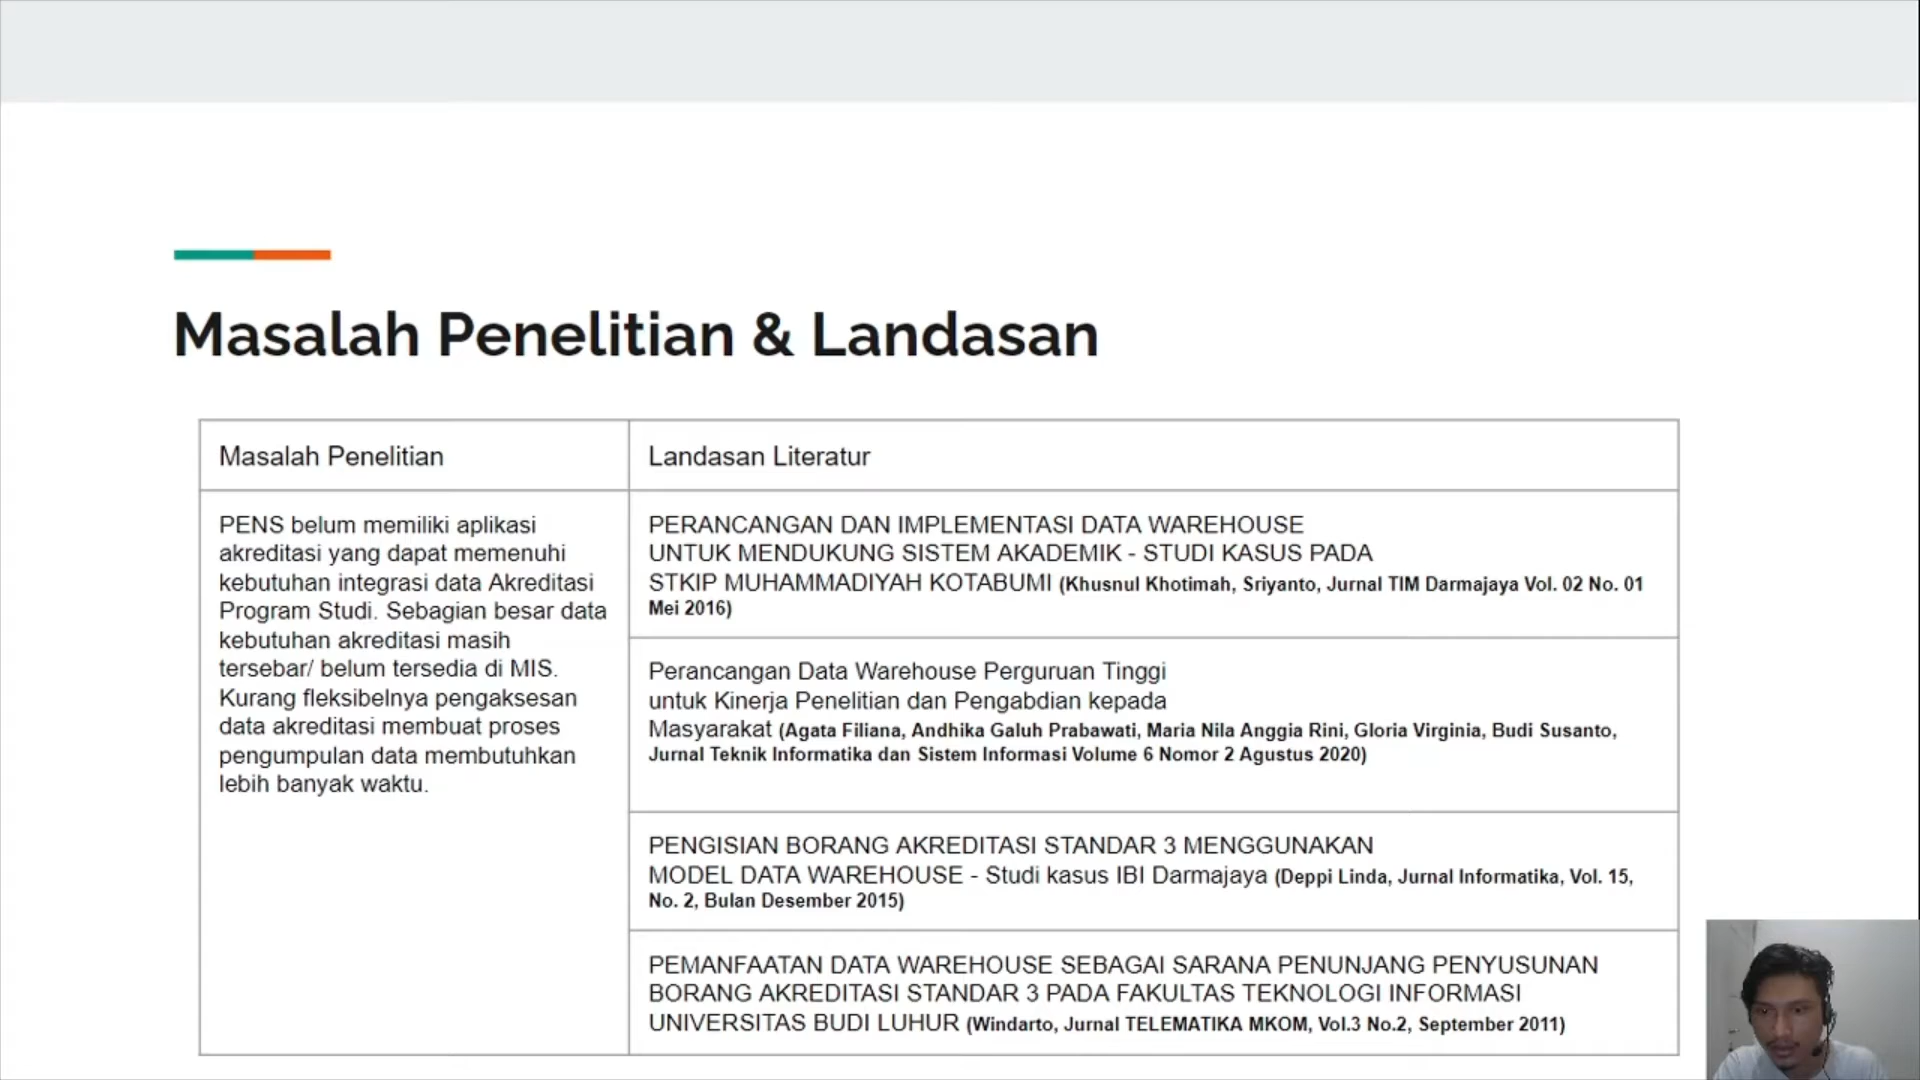 Masalah Penelitian & Landasan
Masalah Penelitian
Landasan Literatur
PENS belum memiliki aplikasi
akreditasi yang dapat memenuhi
kebutuhan integrasi data Akreditasi
Program Studi. Sebagian besar data
kebutuhan akreditasi masih
tersebar/ belum tersedia di MIS.
Kurang fleksibelnya pengaksesan
data akreditasi membuat proses
pengumpulan data membutuhkan
lebih banyak waktu.
PERANCANGAN DAN IMPLEMENTASI DATA WAREHOUSE
UNTUK MENDUKUNG SISTEM AKADEMIK - STUDI KASUS PADA
STKIP MUHAMMADIYAH KOTABUMI (Khusnul Khotimah, Sriyanto, Jurnal TIM Darmajaya Vol. 02 No. 01
Mei 2016)
Perancangan Data Warehouse Perguruan Tinggi
untuk Kinerja Penelitian dan Pengabdian kepada
Masyarakat (Agata Filiana, Andhika Galuh Prabawati, Maria Nila Anggia Rini, Gloria Virginia, Budi Susanto,
Jurnal Teknik Informatika dan Sistem Informasi Volume 6 Nomor 2 Agustus 2020)
PENGISIAN BORANG AKREDITASI STANDAR 3 MENGGUNAKAN
MODEL DATA WAREHOUSE - Studi kasus IBI Darmajaya (Deppi Linda, Jurnal Informatika, Vol. 15,
No. 2, Bulan Desember 2015)
PEMANFAATAN DATA WAREHOUSE SEBAGAI SARANA PENUNJANG PENYUSUNAN
BORANG AKREDITASI STANDAR 3 PADA FAKULTAS TEKNOLOGI INFORMASI
UNIVERSITAS BUDI LUHUR (Windarto, Jurnal TELEMATIKA MKOM, Vol.3 No.2, September 2011)